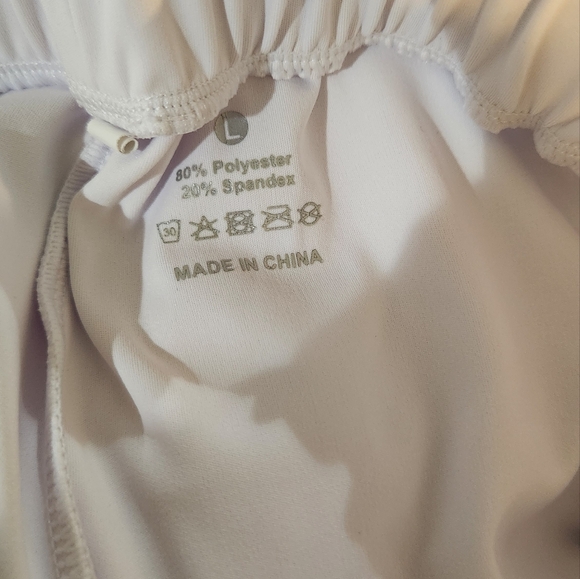 L
80% Polyester
20% Spandex
30
MADE IN CHINA